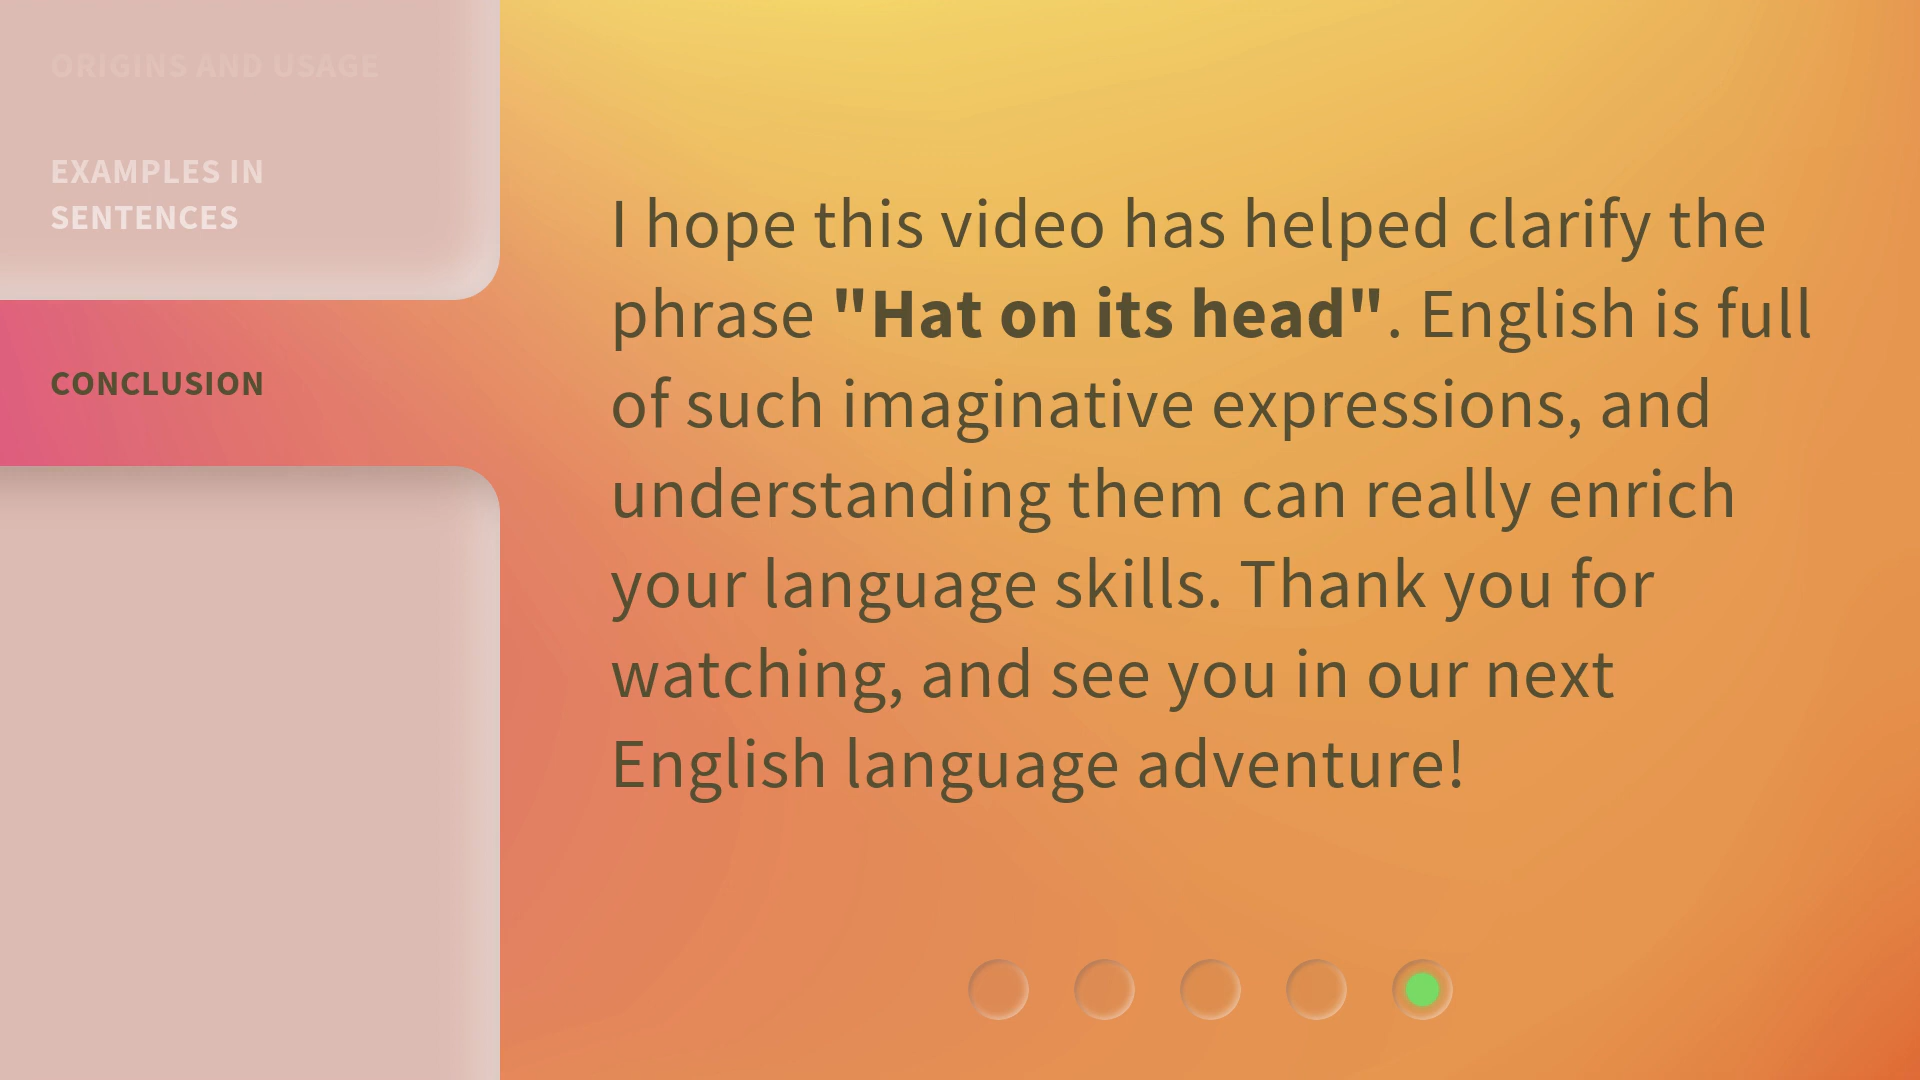 ORIGINS AND USAGE
EXAMPLES IN
SENTENCES
CONCLUSION
I hope this video has helped clarify the
phrase "Hat on its head". English is full
of such imaginative expressions, and
understanding them can really enrich
your language skills. Thank you for
watching, and see you in our next
English language adventure!